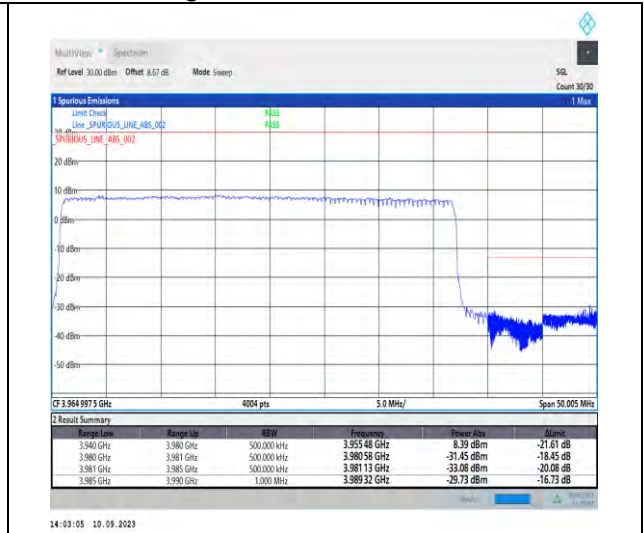 MultiView Spectrum
Ref Level 30.00 dBm Offset 8.67 dB Mode Sweep SGL
Count 30/30
1 Spurious Emissions 1 Max
Limit Check PASS
Line _SPURIOUS_LINE_ABS_002 PASS
_SPURIOUS_LINE_ABS_002
20 dBm
10 dBm
0 dBm
-10 dBm
-20 dBm
-30 dBm
-40 dBm
-50 dBm
CF 3.964 997 5 GHz 4004 pts 5.0 MHz/ Span 50.005 MHz
2 Result Summary
Range Low Range Up RBW Frequency Power Abs ΔLimit
3.940 GHz 3.980 GHz 500.000 kHz 3.955 48 GHz 8.39 dBm -21.61 dB
3.980 GHz 3.981 GHz 500.000 kHz 3.980 58 GHz -31.45 dBm -18.45 dB
3.981 GHz 3.985 GHz 500.000 kHz 3.981 13 GHz -33.08 dBm -20.08 dB
3.985 GHz 3.990 GHz 1.000 MHz 3.989 32 GHz -29.73 dBm -16.73 dB
14:03:05 10.09.2023